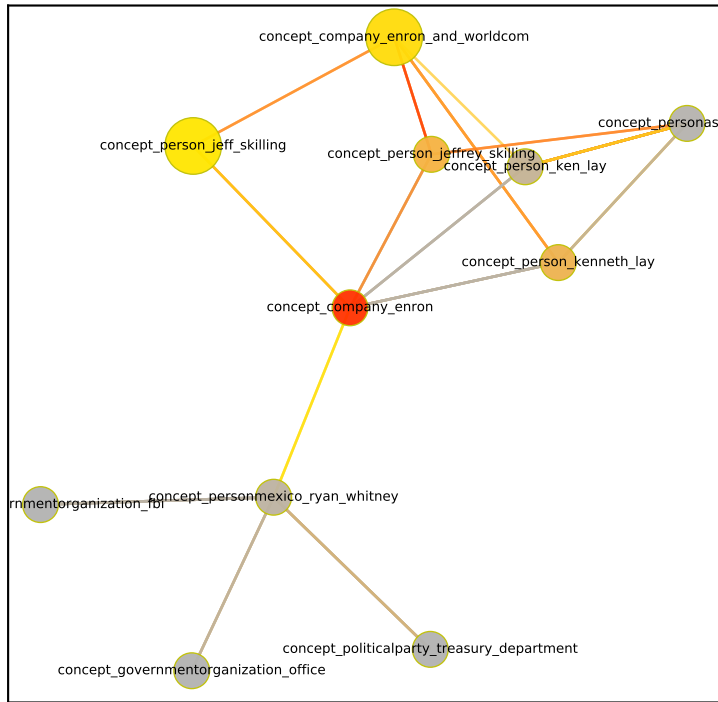 concept_company_enron_and_worldcom
concept_personas
concept_person_jeff_skilling
concept_person_jeffrey_skilling
concept_person_ken_lay
concept_person_kenneth_lay
concept_company_enron
concept_personmexico_ryan_whitney
rnmentorganization_fbi
concept_politicalparty_treasury_department
concept_governmentorganization_office